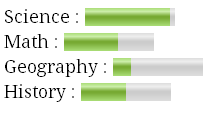 Science :
Math :
Geography :
History :